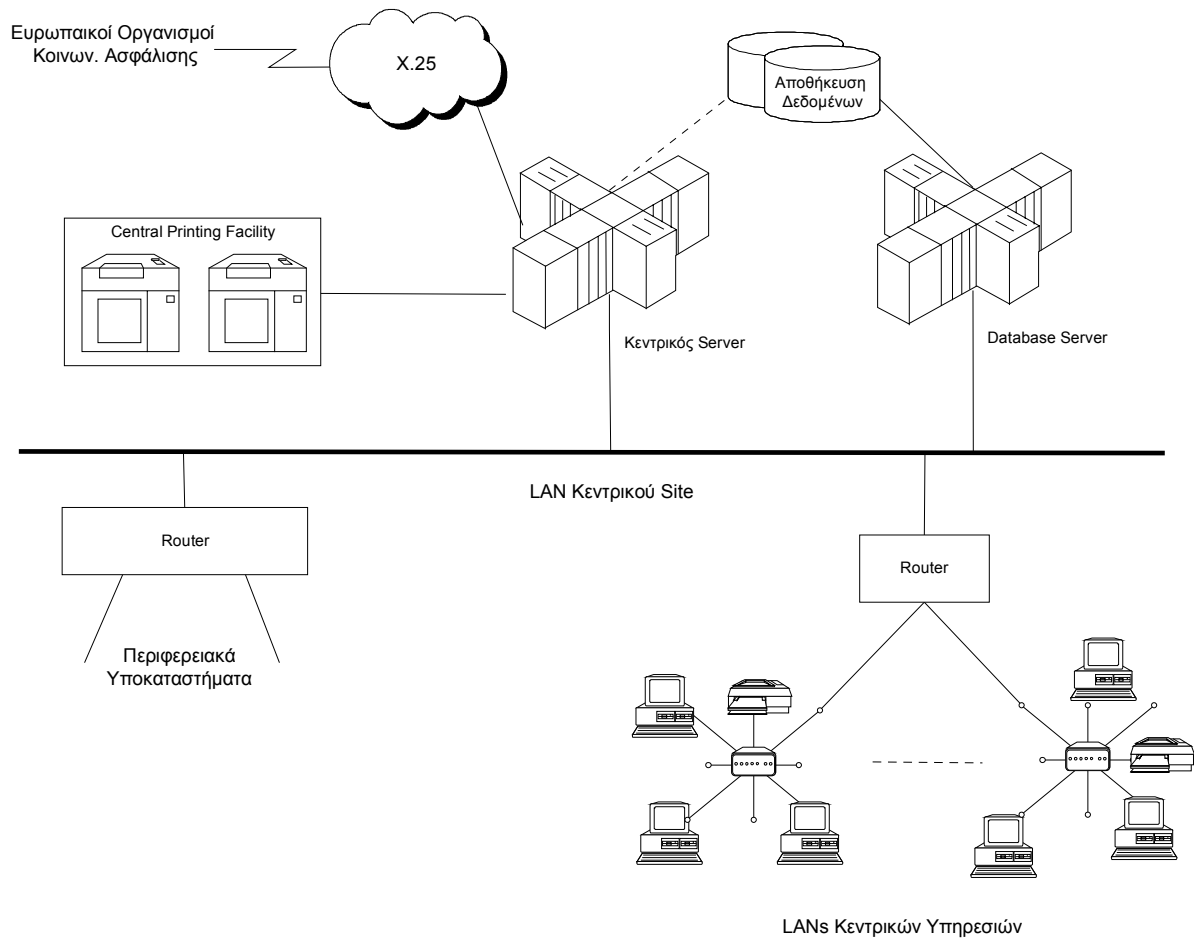 Ευρωπαικοί Οργανισμοί
Κοινων. Ασφάλισης
X.25
Αποθήκευση
Δεδομένων
Central Printing Facility
Κεντρικός Server
Database Server
LAN Κεντρικού Site
Router
Router
Περιφερειακά
Υποκαταστήματα
LANs Κεντρικών Υπηρεσιών